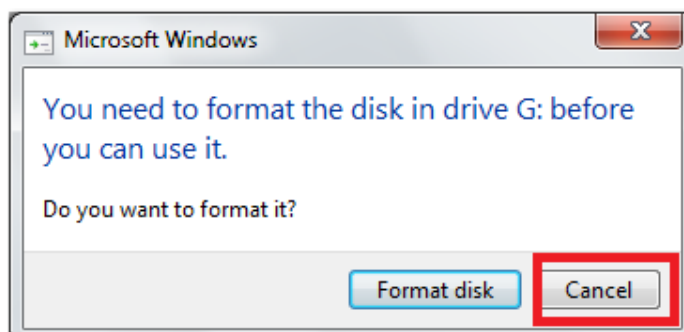 Microsoft Windows
You need to format the disk in drive G: before
you can use it.
Do you want to format it?
Format disk
Cancel